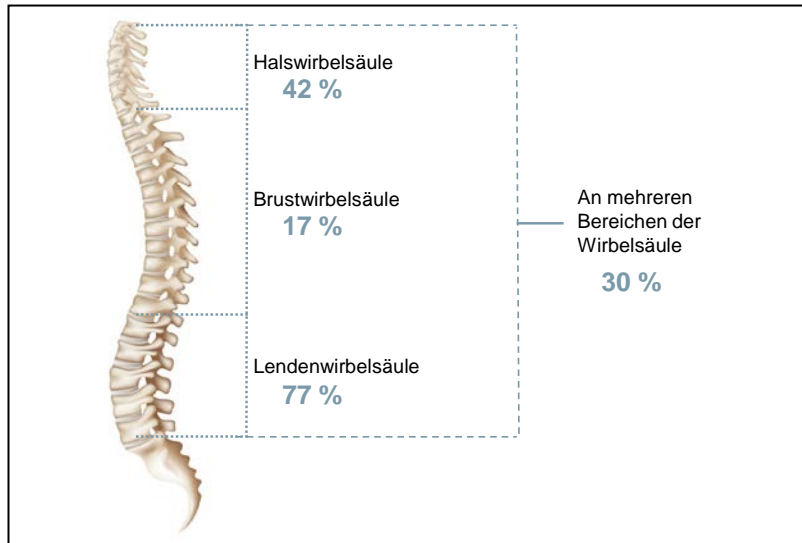 Halswirbelsäule
42 %
Brustwirbelsäule
17 %
An mehreren
Bereichen der
Wirbelsäule
30 %
Lendenwirbelsäule
77 %